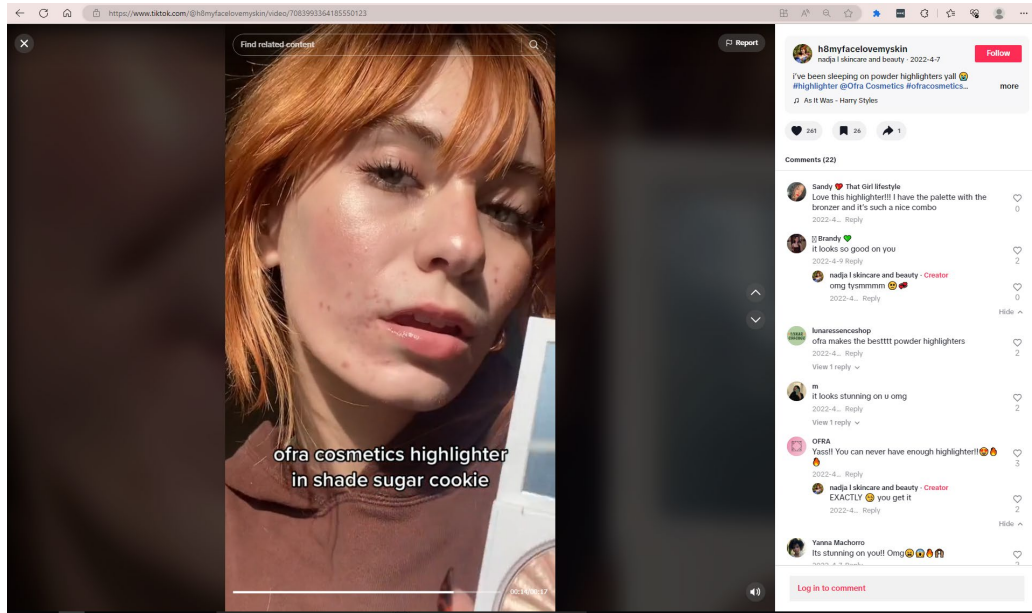 https://www.tiktok.com/@h8myfacelovemyskin/video/7083993364185550123
Find related content
Report
ofra cosmetics highlighter
in shade sugar cookie
h8myfacelovemyskin
nadja | skincare and beauty · 2022-4-7
Follow
i've been sleeping on powder highlighters yall 😭
#highlighter @Ofra Cosmetics #ofracosmetics...
more
♫ As It Was - Harry Styles
261
26
1
Comments (22)
Sandy ❤️ That Girl lifestyle
Love this highlighter!!! I have the palette with the
bronzer and it's such a nice combo
2022-4... Reply
0
Brandy 💚
it looks so good on you
2022-4-9 Reply
2
nadja | skincare and beauty · Creator
omg tysmmmm
2022-4... Reply
0
Hide
lunaressenceshop
ofra makes the bestttt powder highlighters
2022-4... Reply
2
View 1 reply
m
it looks stunning on u omg
2022-4... Reply
2
View 1 reply
OFRA
Yass!! You can never have enough highlighter!!🥰🔥
🔥
2022-4... Reply
3
nadja | skincare and beauty · Creator
EXACTLY 😏 you get it
2022-4... Reply
2
Hide
Yanna Machorro
Its stunning on you!! Omg😩😱🔥
Log in to comment